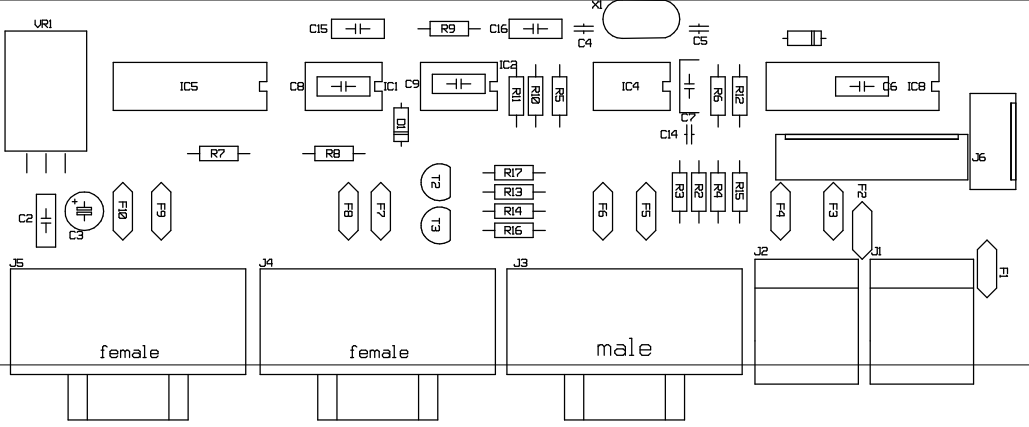 VR1
C15
R9
C16
C4
X1
C5
IC5
C8
IC1
C9
IC2
R11
R10
R5
IC4
C7
C14
R6
R12
C6
IC8
D1
R7
R8
J6
T2
T3
R17
R13
R14
R16
R3
R2
R4
R15
C2
+
C3
F10
F9
F8
F7
F6
F5
F4
F3
F2
F1
J5
J4
J3
J2
J1
female
female
male